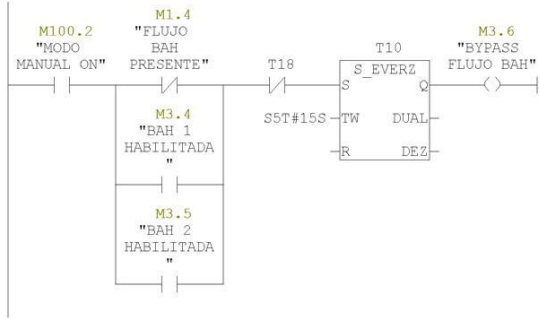 M100.2
"MODO
MANUAL ON"
M1.4
"FLUJO
BAH
PRESENTE"
T18
T10
S_EVERZ
S
Q
S5T#15S
TW
DUAL
R
DEZ
M3.6
"BYPASS
FLUJO BAH"
M3.4
"BAH 1
HABILITADA
"
M3.5
"BAH 2
HABILITADA
"